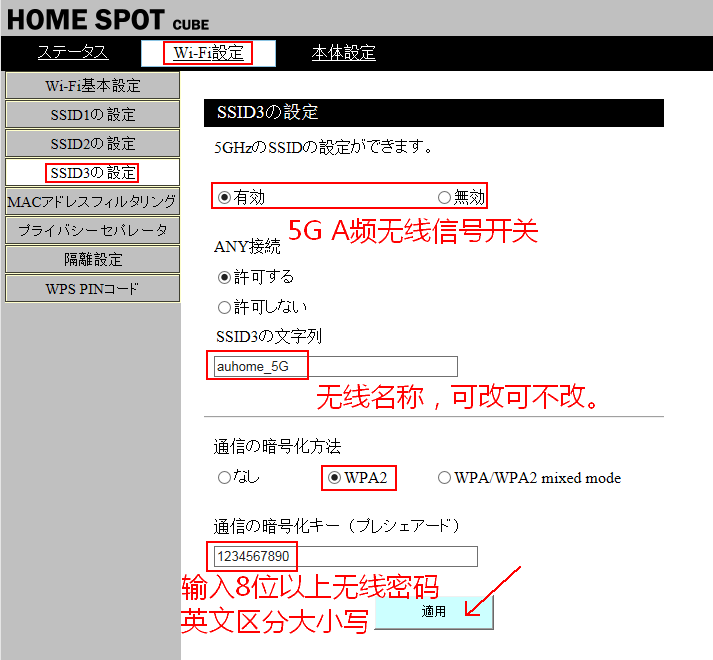 HOME SPOT CUBE
ステータス
Wi-Fi設定
本体設定
Wi-Fi基本設定
SSID1の設定
SSID2の設定
SSID3の設定
MACアドレスフィルタリング
プライバシーセパレータ
隔離設定
WPS PINコード
SSID3の設定
5GHzのSSIDの設定ができます。
有効
無効
5G A频无线信号开关
ANY接続
許可する
許可しない
SSID3の文字列
auhome_5G
无线名称，可改可不改。
通信の暗号化方法
なし
WPA2
WPA/WPA2 mixed mode
通信の暗号化キー（プレシェアード）
1234567890
输入8位以上无线密码
英文区分大小写
適用